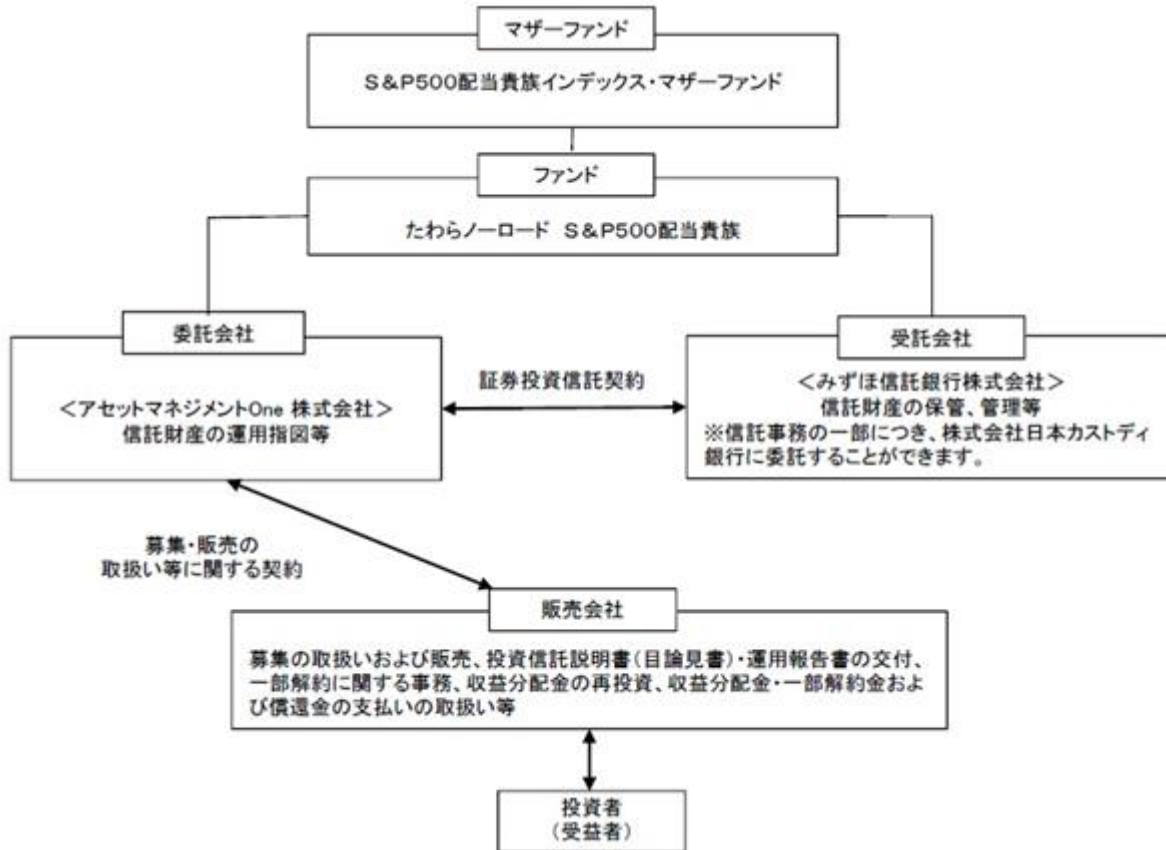 マザーファンド
S&P500配当貴族インデックス・マザーファンド
ファンド
たわらノーロード S&P500配当貴族
委託会社
＜アセットマネジメントOne 株式会社＞
信託財産の運用指図等
証券投資信託契約
受託会社
＜みずほ信託銀行株式会社＞
信託財産の保管、管理等
※信託事務の一部につき、株式会社日本カストディ
銀行に委託することができます。
募集・販売の
取扱い等に関する契約
販売会社
募集の取扱いおよび販売、投資信託説明書(目論見書)・運用報告書の交付、
一部解約に関する事務、収益分配金の再投資、収益分配金・一部解約金およ
び償還金の支払いの取扱い等
投資者
（受益者）